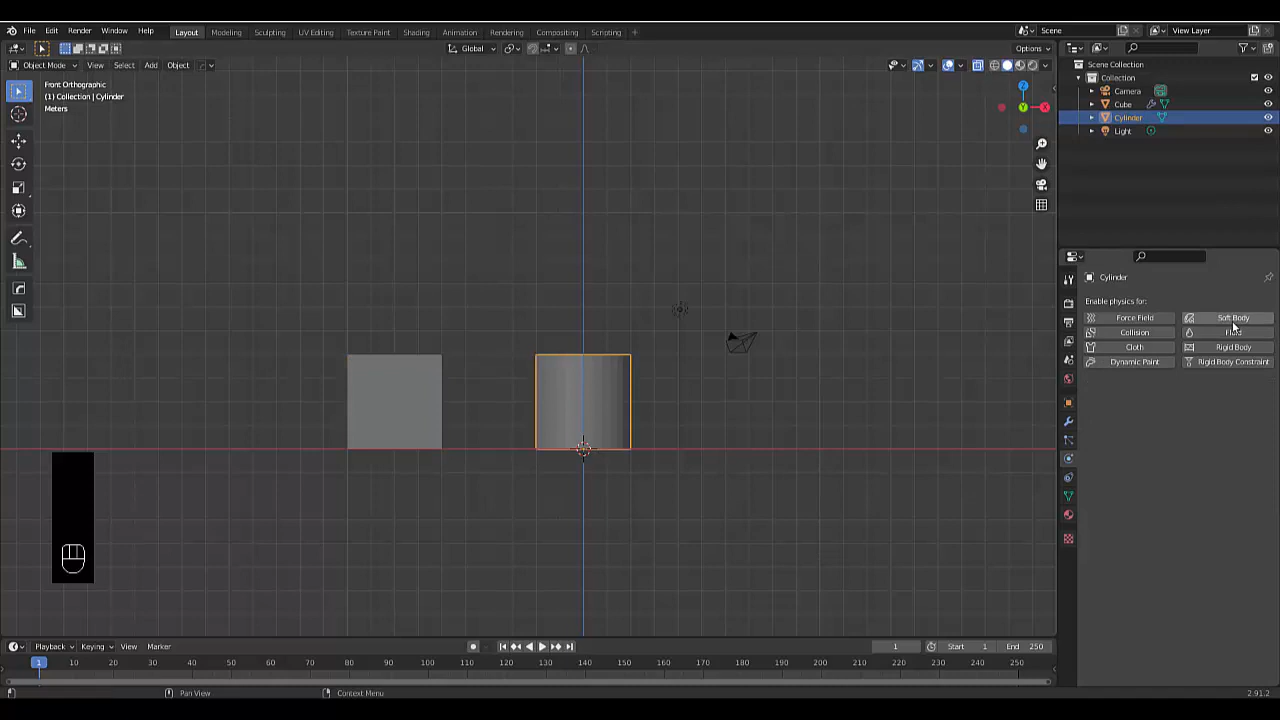 File Edit Render Window Help Layout Modeling Sculpting UV Editing Texture Paint Shading Animation Rendering Compositing Scripting + Scene View Layer
Global Options
Object Mode View Select Add Object
Front Orthographic
(1) Collection | Cylinder
Meters
Z
Y
X
Scene Collection
Collection
Camera
Cube
Cylinder
Light
Cylinder
Enable physics for:
Force Field Soft Body
Collision
Cloth Rigid Body
Dynamic Paint Rigid Body Constraint
Playback Keying View Marker 1 Start 1 End 250
1 10 20 30 40 50 60 70 80 90 100 110 120 130 140 150 160 170 180 190 200 210 220 230 240 250
Pan View Context Menu 2.91.2